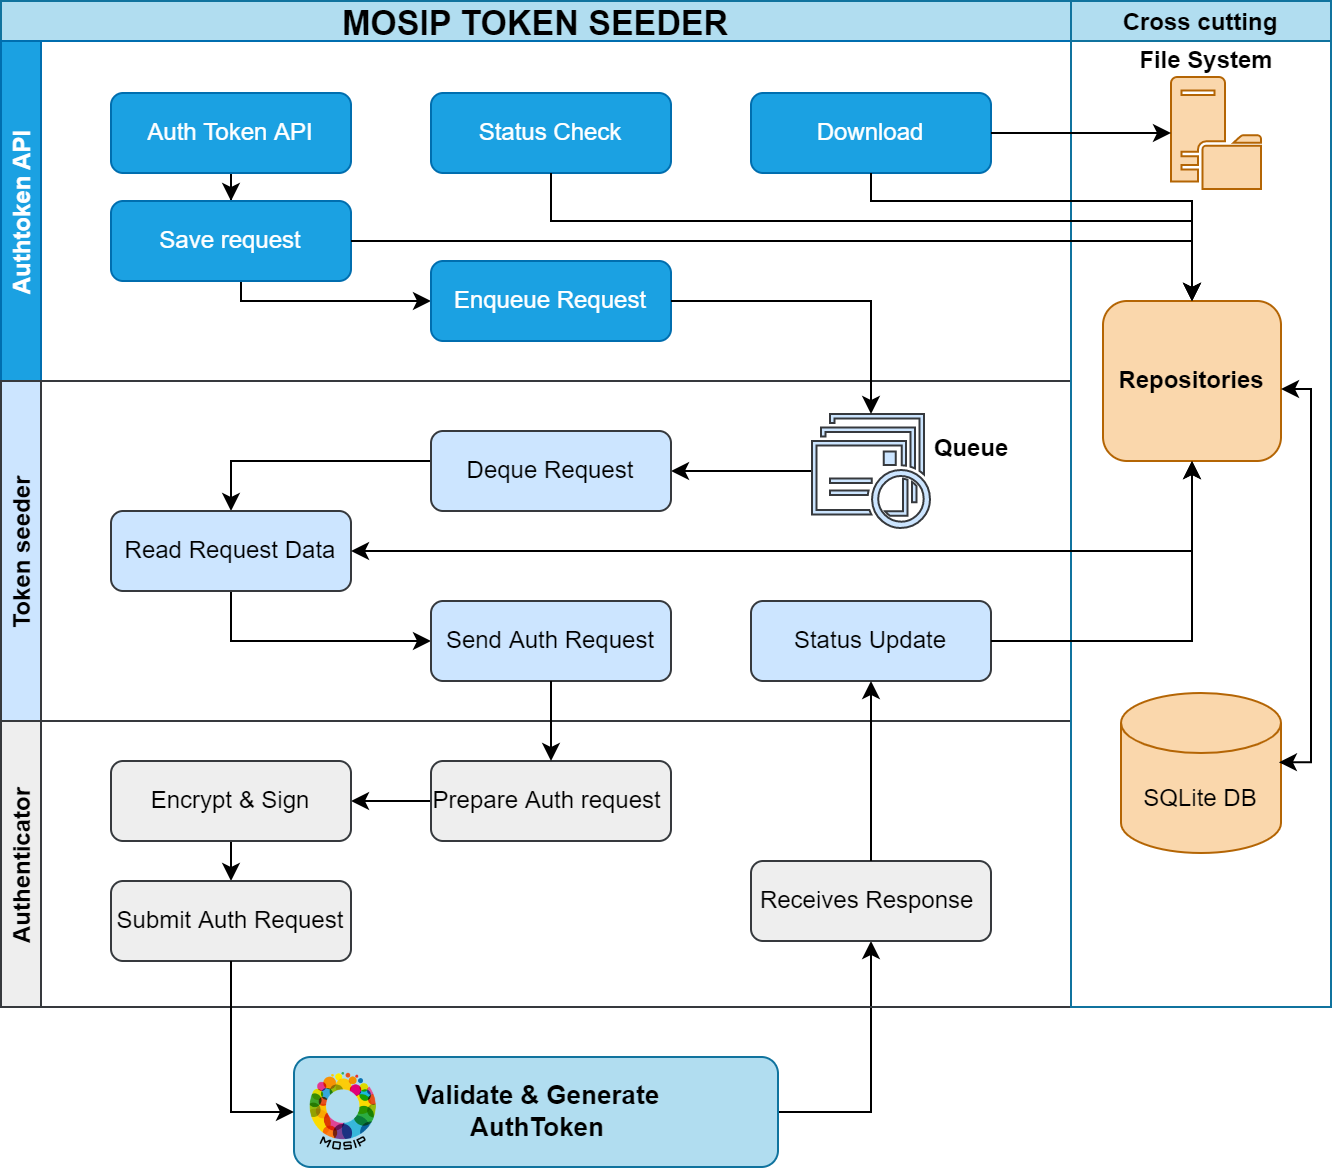 MOSIP TOKEN SEEDER
Cross cutting
Authtoken API
File System
Auth Token API
Status Check
Download
Save request
Enqueue Request
Repositories
Token seeder
Queue
Deque Request
Read Request Data
Send Auth Request
Status Update
Authenticator
SQLite DB
Encrypt & Sign
Prepare Auth request
Submit Auth Request
Receives Response
MOSIP
Validate & Generate
AuthToken